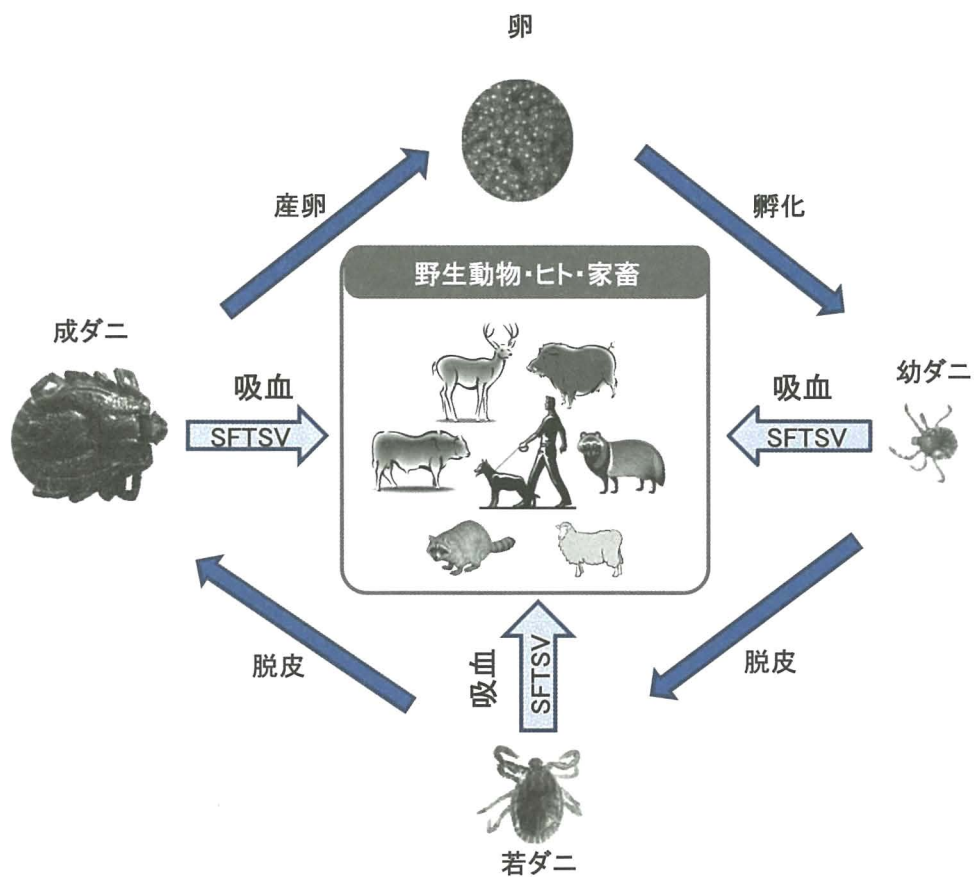 卵
産卵
孵化
野生動物・ヒト・家畜
成ダニ
幼ダニ
吸血
SFTSV
吸血
SFTSV
吸血
SFTSV
脱皮
脱皮
若ダニ